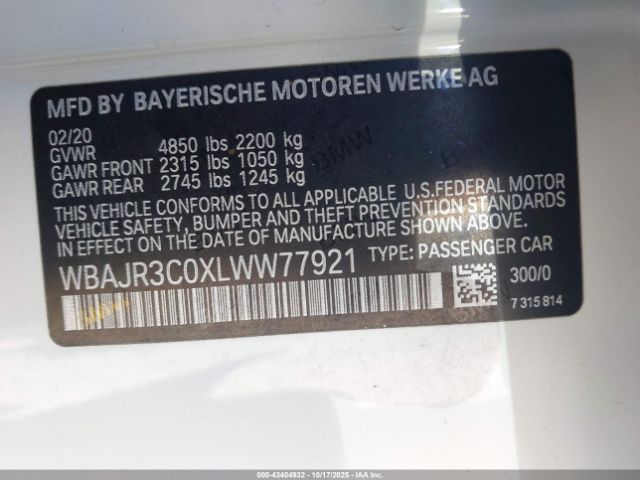 MFD BY BAYERISCHE MOTOREN WERKE AG
02/20
GVWR 4850 lbs 2200 kg
GAWR FRONT 2315 lbs 1050 kg
GAWR REAR 2745 lbs 1245 kg
THIS VEHICLE CONFORMS TO ALL APPLICABLE U.S.FEDERAL MOTOR
VEHICLE SAFETY, BUMPER AND THEFT PREVENTION STANDARDS
IN EFFECT ON THE DATE OF MANUFACTURE SHOWN ABOVE.
WBAJR3C0XLWW77921 TYPE: PASSENGER CAR
300/0
7 315 814
BMW
000-43404932 - 10/17/2025 - COPYRIGHT IAA, LLC.